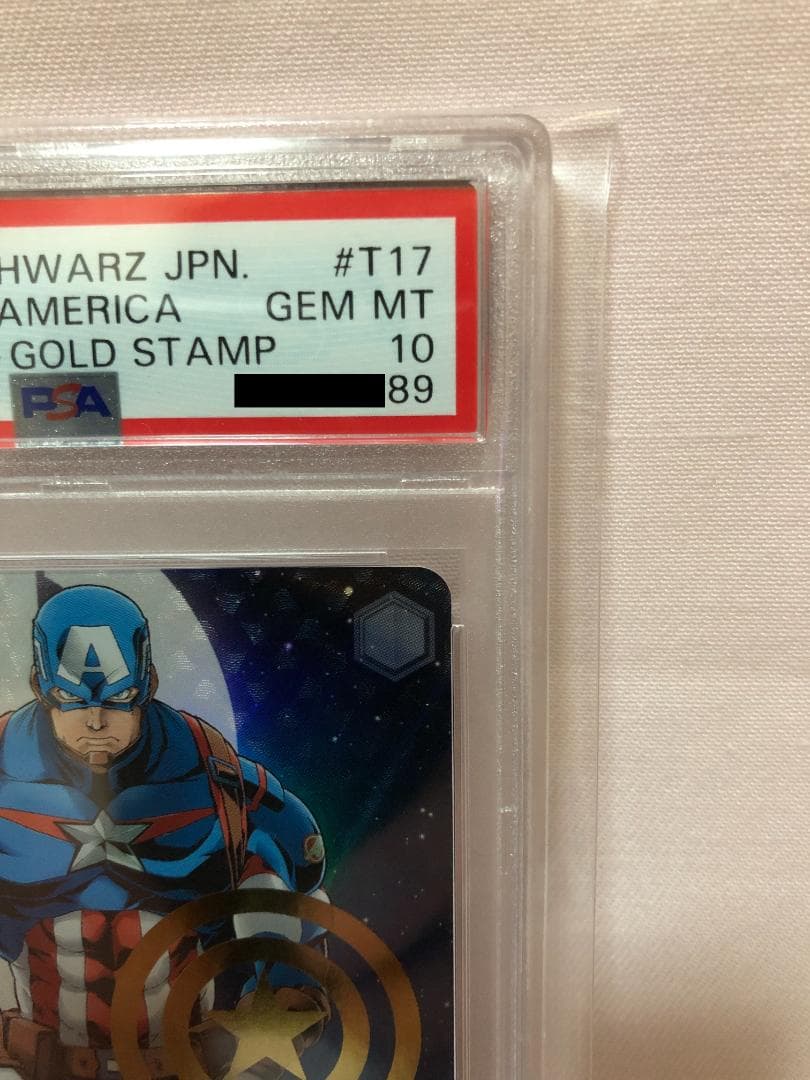 HWARZ JPN. #T17
AMERICA GEM MT
GOLD STAMP 10
89
PSA
A